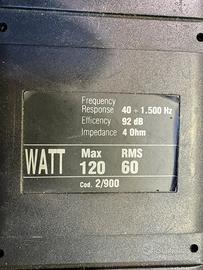 Frequency
Response 40 ÷ 1.500 Hz
Efficency 92 dB
Impedance 4 Ohm
WATT Max RMS
120 60
Cod. 2/900